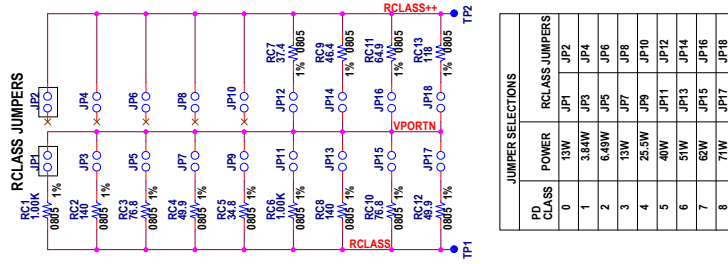 RCLASS JUMPERS
RCLASS++
TP2
RC7
37.4
1% 0805
RC9
46.4
1% 0805
RC11
64.9
1% 0805
RC13
118
1% 0805
JP2
JP4
JP6
JP8
JP10
JP12
JP14
JP16
JP18
VPORTN
JP1
JP3
JP5
JP7
JP9
JP11
JP13
JP15
JP17
RC1
1.00K
0805 1%
RC2
140
0805 1%
RC3
76.8
0805 1%
RC4
49.9
0805 1%
RC5
34.8
0805 1%
RC6
1.00K
0805 1%
RC8
140
0805 1%
RC10
76.8
0805 1%
RC12
49.9
0805 1%
RCLASS
TP1
JUMPER SELECTIONS
PD CLASS POWER RCLASS JUMPERS
0 13W JP1 JP2
1 3.84W JP3 JP4
2 6.49W JP5 JP6
3 13W JP7 JP8
4 25.5W JP9 JP10
5 40W JP11 JP12
6 51W JP13 JP14
7 62W JP15 JP16
8 71W JP17 JP18